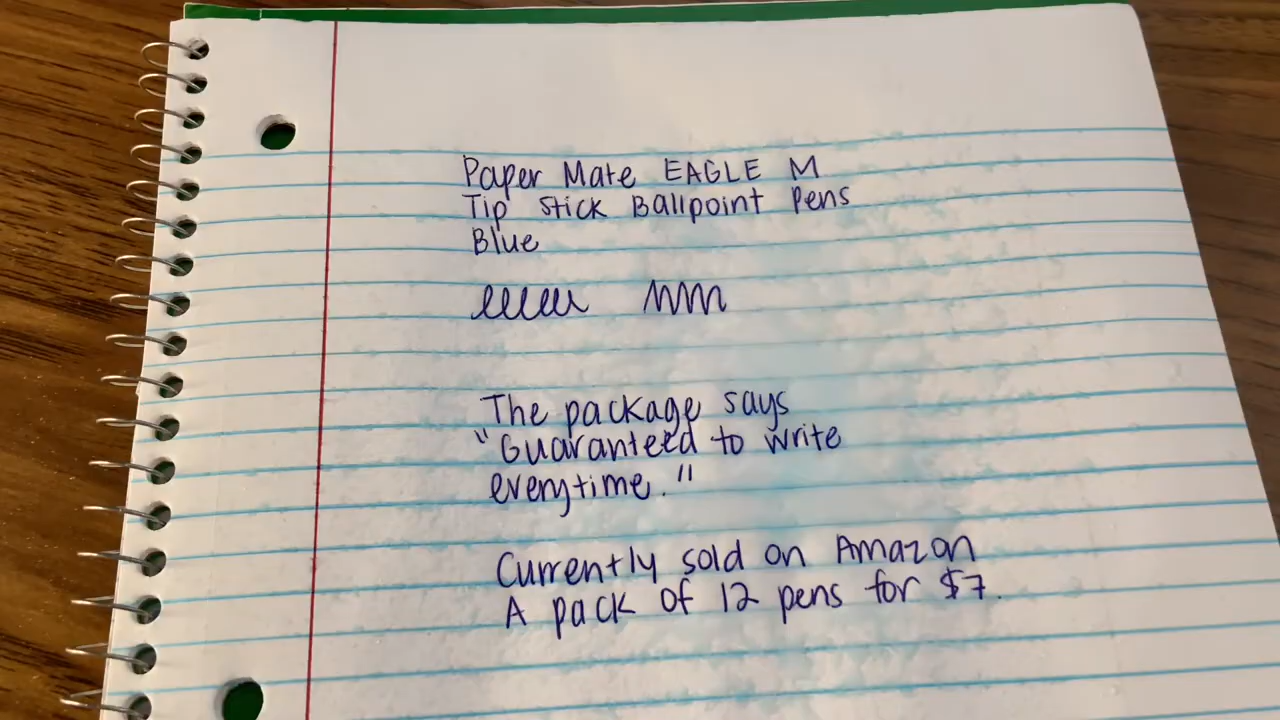 Paper Mate EAGLE M
Tip Stick Ballpoint Pens
Blue
The package says
"Guaranteed to write
everytime."
Currently sold on Amazon
A pack of 12 pens for $7.